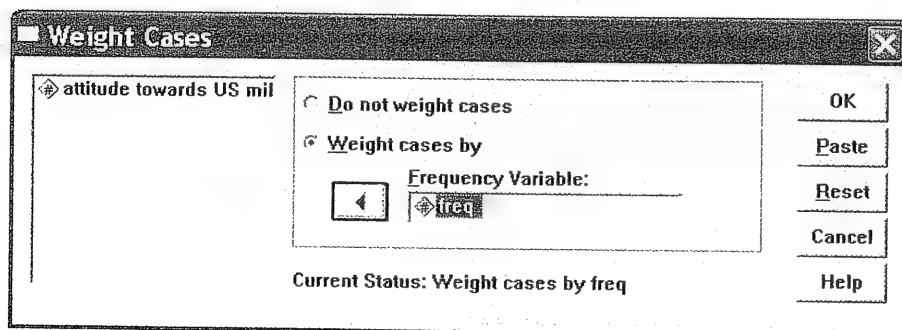 Weight Cases
attitude towards US mil
Do not weight cases
Weight cases by
Frequency Variable:
freq
Current Status: Weight cases by freq
OK
Paste
Reset
Cancel
Help